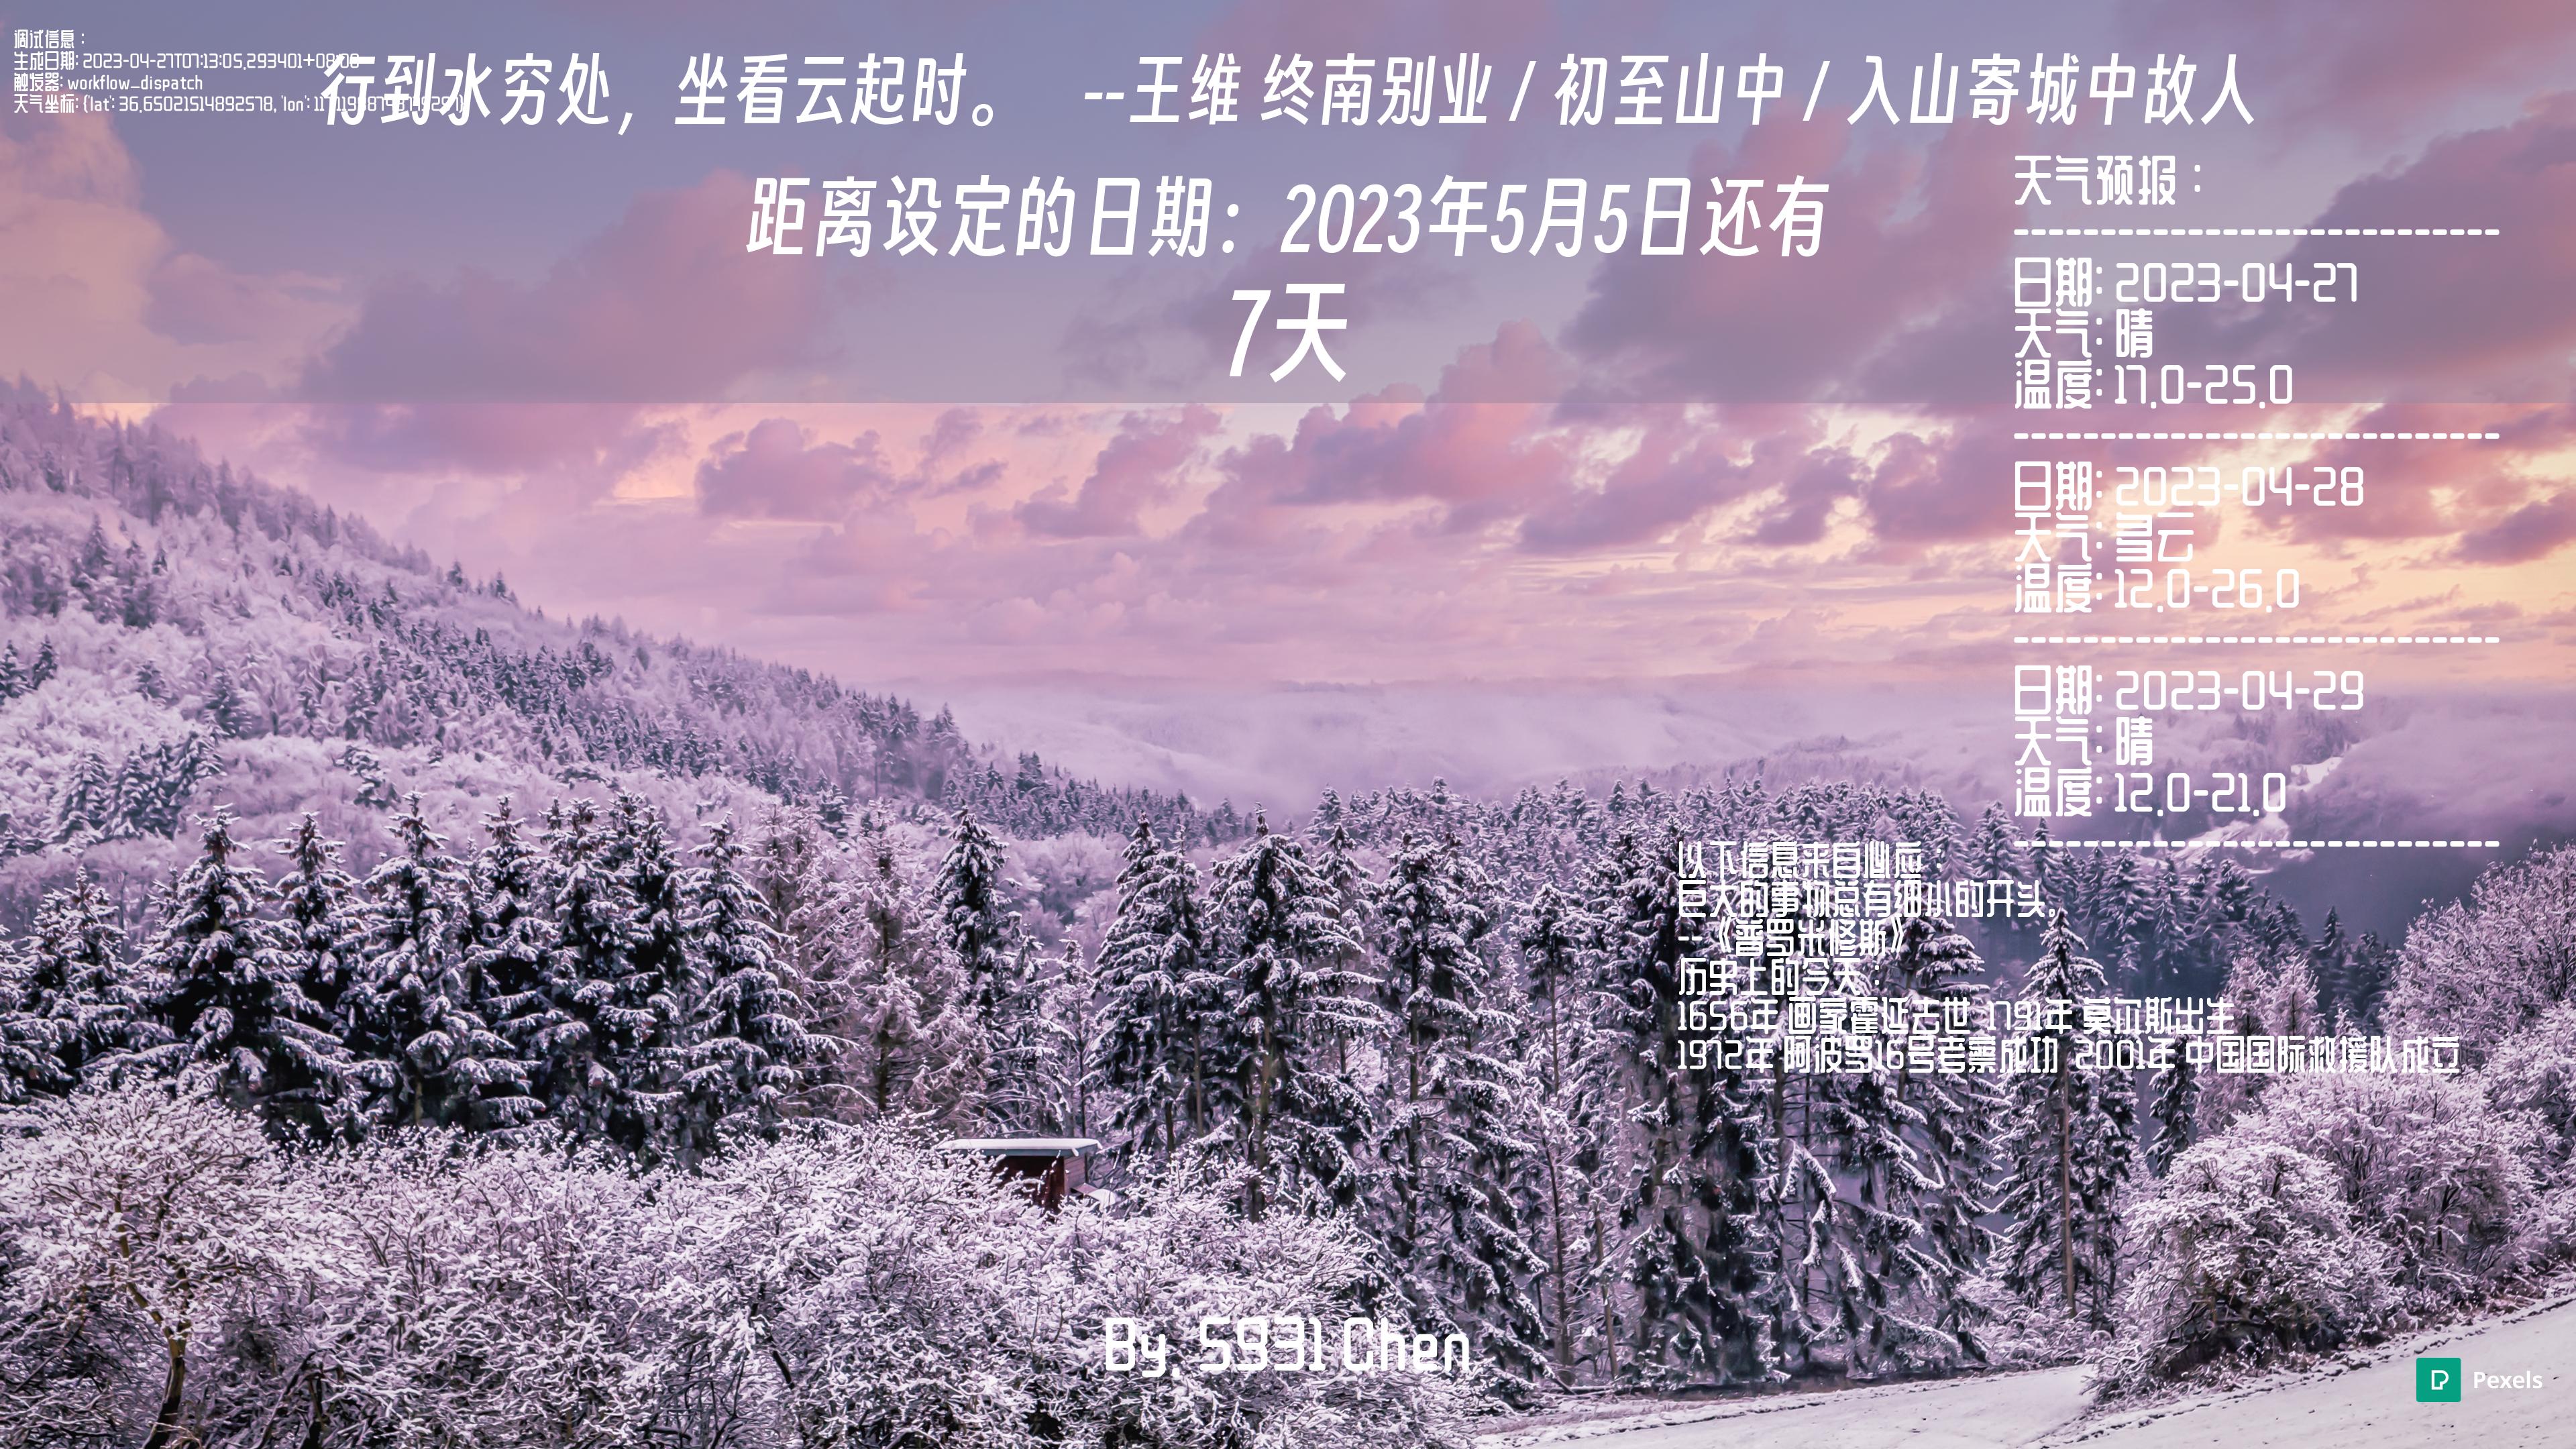 调试信息：
生成日期: 2023-04-27T07:13:05.293401+08:00
触发器: workflow_dispatch
天气坐标: {'lat': 36.65021514892578, 'lon':
行到水穷处，坐看云起时。 --王维 终南别业 / 初至山中 / 入山寄城中故人
距离设定的日期：2023年5月5日还有
7天
天气预报：
----------------------------
日期: 2023-04-27
天气: 晴
温度: 17.0-25.0
----------------------------
日期: 2023-04-28
天气: 多云
温度: 12.0-26.0
----------------------------
日期: 2023-04-29
天气: 晴
温度: 12.0-21.0
----------------------------
以下信息来自必应：
巨大的事物总有细小的开头。
--《普罗米修斯》
历史上的今天：
1656年 画家霍延去世 1791年 莫尔斯出生
1972年 阿波罗16号考察成功 2001年 中国国际救援队成立
By. 5931 Chen
Pexels